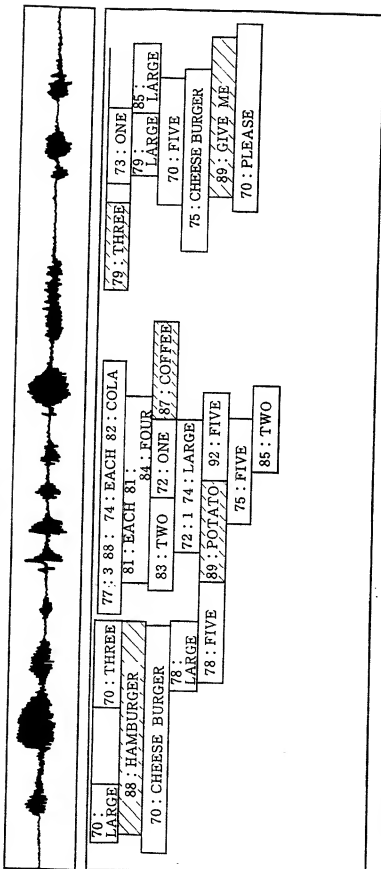 70: LARGE
70: THREE
88: HAMBURGER
70: CHEESE BURGER
78: LARGE
78: FIVE
77: 3 88: 74: EACH 82: COLA
81: EACH 81:
84: FOUR
83: TWO
72: ONE
87: COFFEE
72: 1 74: LARGE
89: POTATO
92: FIVE
75: FIVE
85: TWO
79: THREE
73: ONE
79: LARGE
85: LARGE
70: FIVE
75: CHEESE BURGER
89: GIVE ME
70: PLEASE